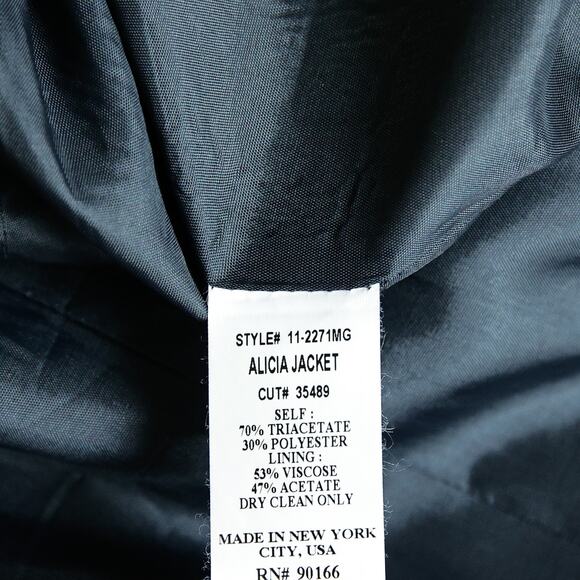 STYLE# 11-2271MG
ALICIA JACKET
CUT# 35489
SELF :
70% TRIACETATE
30% POLYESTER
LINING :
53% VISCOSE
47% ACETATE
DRY CLEAN ONLY
MADE IN NEW YORK
CITY, USA
RN# 90166